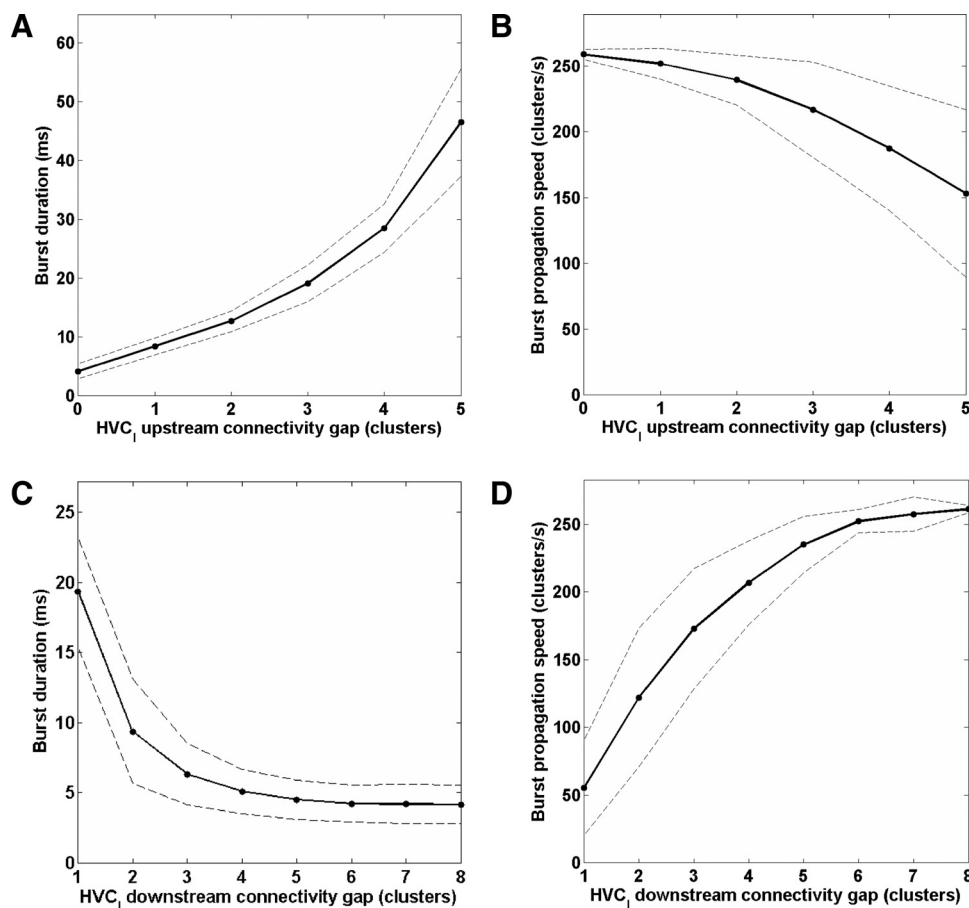 A
60
50
40
30
20
10
0
Burst duration (ms)
0 1 2 3 4 5
HVC_I upstream connectivity gap (clusters)
B
250
200
150
100
50
0
Burst propagation speed (clusters/s)
0 1 2 3 4 5
HVC_I upstream connectivity gap (clusters)
C
25
20
15
10
5
0
Burst duration (ms)
1 2 3 4 5 6 7 8
HVC_I downstream connectivity gap (clusters)
D
250
200
150
100
50
0
Burst propagation speed (clusters/s)
1 2 3 4 5 6 7 8
HVC_I downstream connectivity gap (clusters)